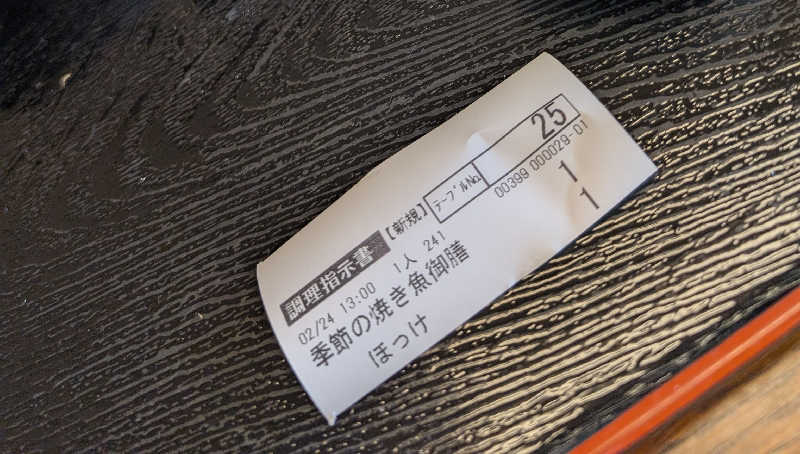 調理指示書【新規】テーブルNo. 25
02/24 13:00 1人 241 00399 000029-01
季節の焼き魚御膳 1
ほっけ 1